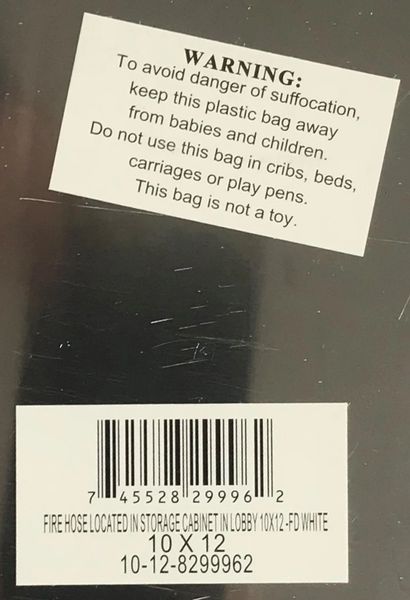 WARNING:
To avoid danger of suffocation,
keep this plastic bag away
from babies and children.
Do not use this bag in cribs, beds,
carriages or play pens.
This bag is not a toy.
7 45528 29996 2
FIRE HOSE LOCATED IN STORAGE CABINET IN LOBBY 10X12 -FD WHITE
10 X 12
10-12-8299962